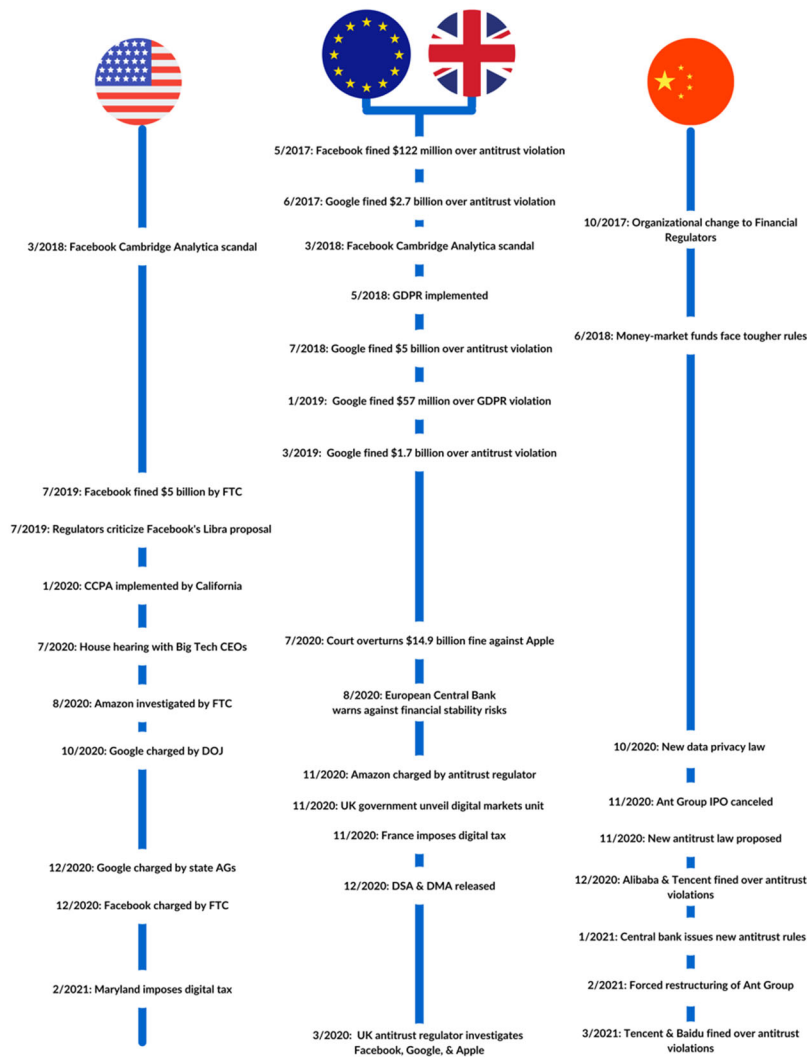 3/2018: Facebook Cambridge Analytica scandal
7/2019: Facebook fined $5 billion by FTC
7/2019: Regulators criticize Facebook's Libra proposal
1/2020: CCPA implemented by California
7/2020: House hearing with Big Tech CEOs
8/2020: Amazon investigated by FTC
10/2020: Google charged by DOJ
12/2020: Google charged by state AGs
12/2020: Facebook charged by FTC
2/2021: Maryland imposes digital tax
5/2017: Facebook fined $122 million over antitrust violation
6/2017: Google fined $2.7 billion over antitrust violation
3/2018: Facebook Cambridge Analytica scandal
5/2018: GDPR implemented
7/2018: Google fined $5 billion over antitrust violation
1/2019:  Google fined $57 million over GDPR violation
3/2019:  Google fined $1.7 billion over antitrust violation
7/2020: Court overturns $14.9 billion fine against Apple
8/2020: European Central Bank
warns against financial stability risks
11/2020: Amazon charged by antitrust regulator
11/2020: UK government unveil digital markets unit
11/2020: France imposes digital tax
12/2020: DSA & DMA released
3/2020:  UK antitrust regulator investigates
Facebook, Google, & Apple
10/2017: Organizational change to Financial
Regulators
6/2018: Money-market funds face tougher rules
10/2020: New data privacy law
11/2020: Ant Group IPO canceled
11/2020: New antitrust law proposed
12/2020: Alibaba & Tencent fined over antitrust
violations
1/2021: Central bank issues new antitrust rules
2/2021: Forced restructuring of Ant Group
3/2021: Tencent & Baidu fined over antitrust
violations